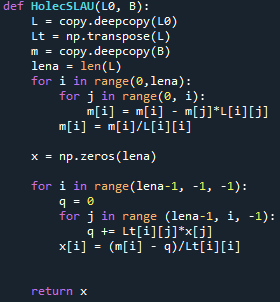 def HolecSLAU(L0, B):
    L = copy.deepcopy(L0)
    Lt = np.transpose(L)
    m = copy.deepcopy(B)
    lena = len(L)
    for i in range(0,lena):
        for j in range(0, i):
            m[i] = m[i] - m[j]*L[i][j]
        m[i] = m[i]/L[i][i]
    x = np.zeros(lena)
    for i in range(lena-1, -1, -1):
        q = 0
        for j in range (lena-1, i, -1):
            q += Lt[i][j]*x[j]
        x[i] = (m[i] - q)/Lt[i][i]
    return x